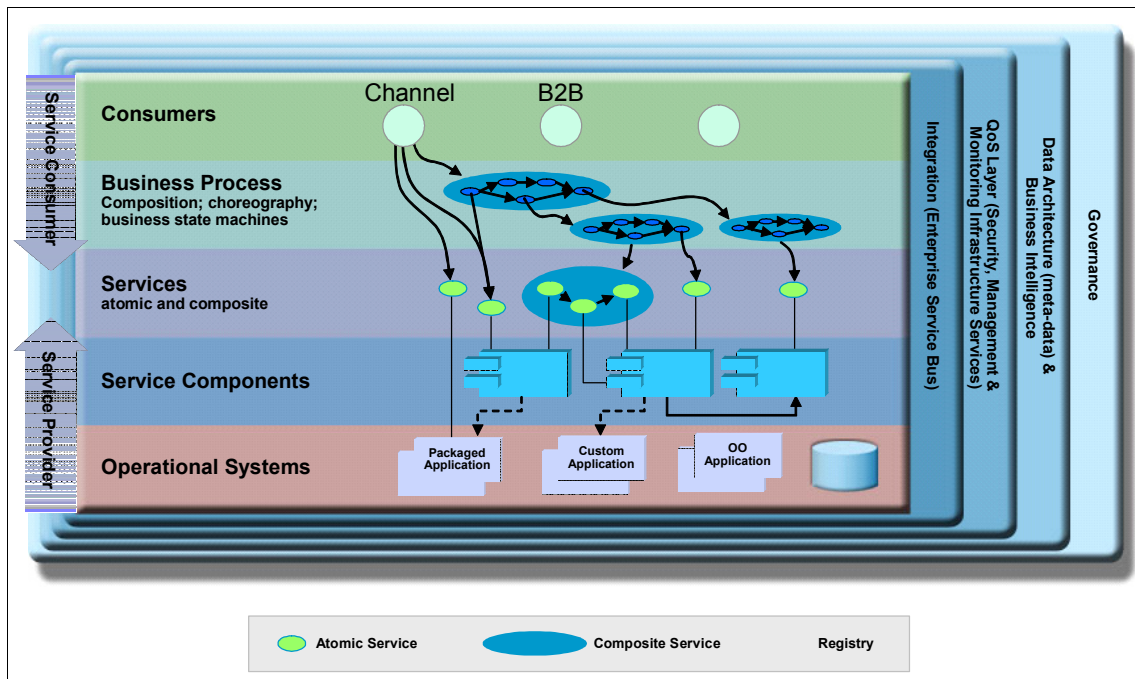 Channel
B2B
Consumers
Business Process
Composition; choreography;
business state machines
Services
atomic and composite
Service Components
Operational Systems
Packaged
Application
Custom
Application
OO
Application
Service Consumer
Service Provider
Integration (Enterprise Service Bus)
QoS Layer (Security, Management &
Monitoring Infrastructure Services)
Data Architecture (meta-data) &
Business Intelligence
Governance
Atomic Service
Composite Service
Registry